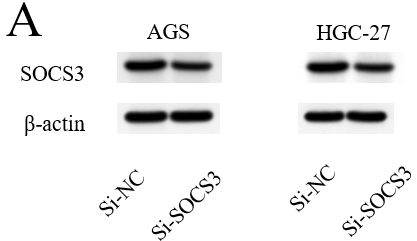 A
AGS HGC-27
SOCS3
β-actin
Si-NC Si-SOCS3 Si-NC Si-SOCS3